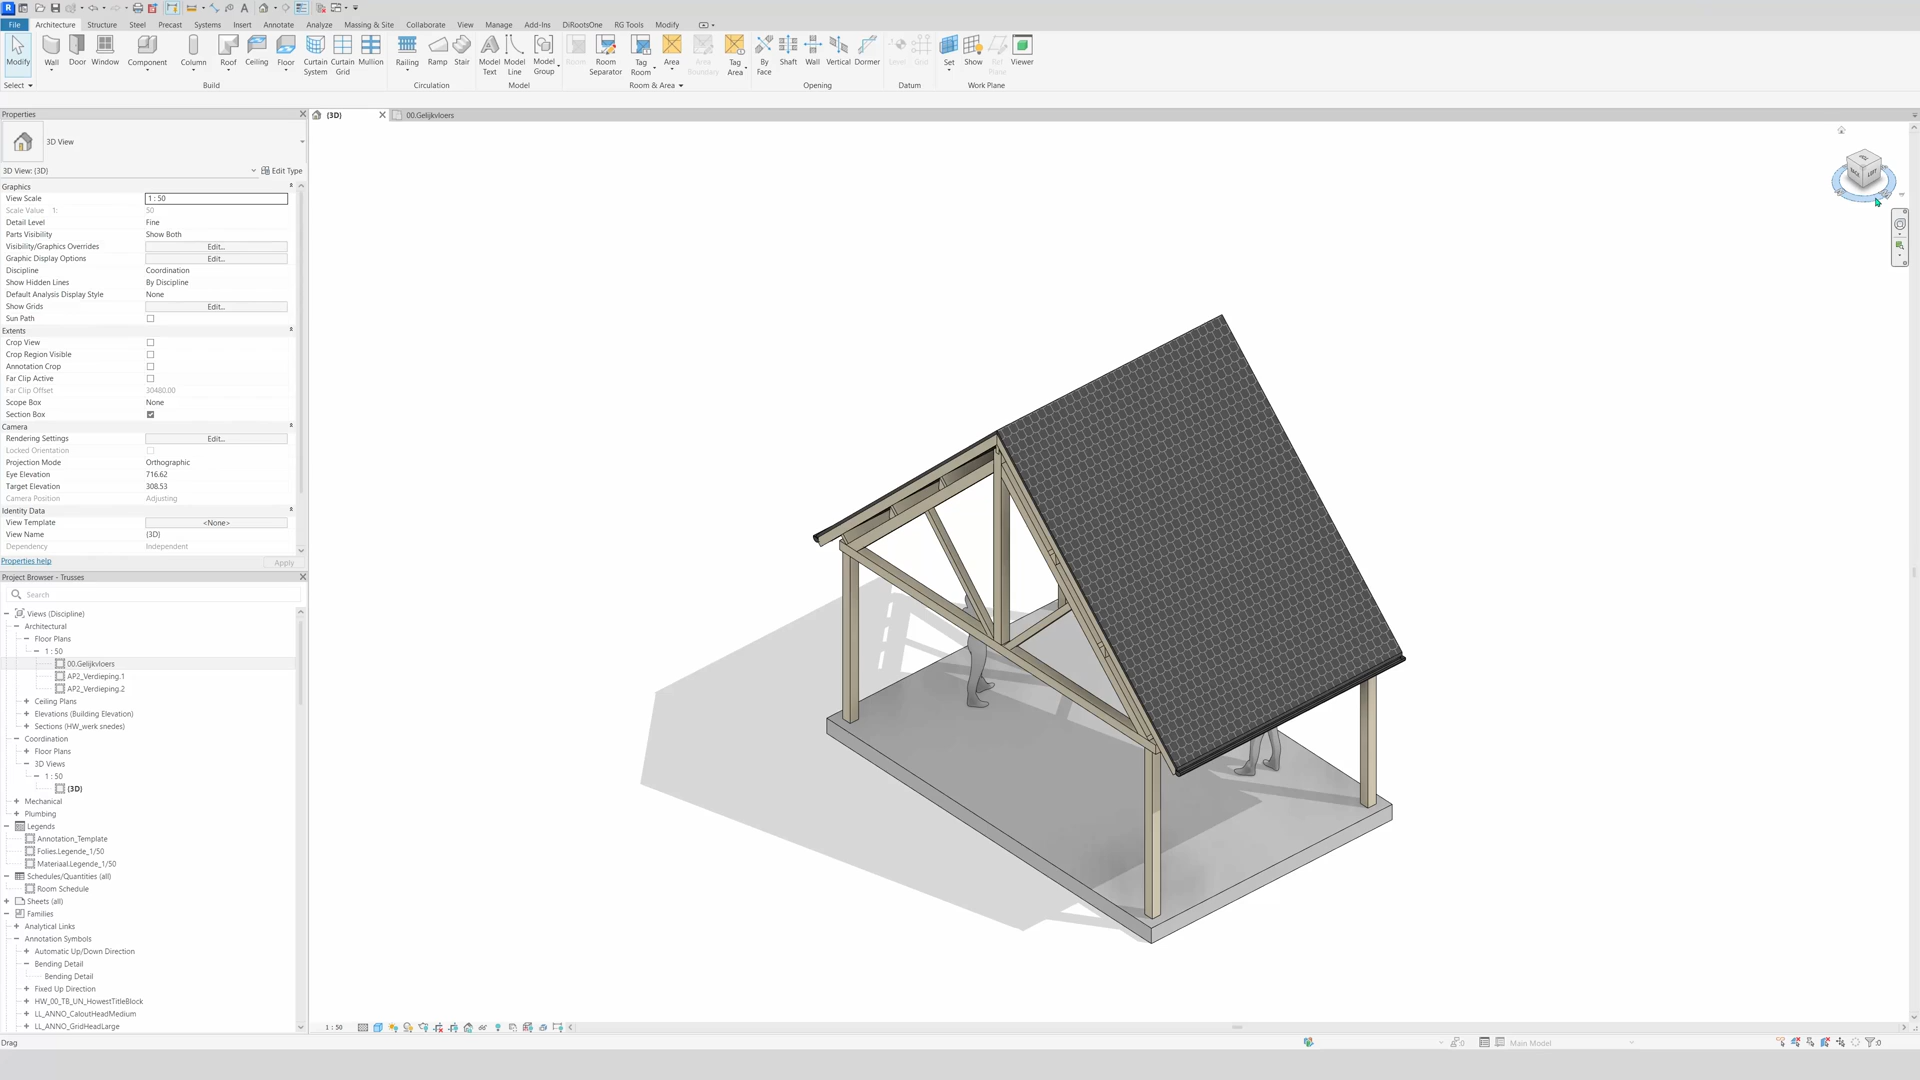 File Architecture Structure Steel Precast Systems Insert Annotate Analyze Massing & Site Collaborate View Manage Add-Ins DiRootsOne RG Tools Modify
Modify Wall Door Window Component Column Roof Ceiling Floor Curtain System Curtain Grid Mullion Railing Ramp Stair Model Text Model Line Model Group Room Room Separator Tag Room Area Area Boundary Tag Area By Face Shaft Wall Vertical Dormer Level Grid Set Show Ref Plane Viewer
Select Build Circulation Model Room & Area Opening Datum Work Plane
Properties
{3D} 00.Gelijkvloers
3D View
3D View: {3D} Edit Type
Graphics
View Scale 1 : 50
Scale Value 1: 50
Detail Level Fine
Parts Visibility Show Both
Visibility/Graphics Overrides Edit...
Graphic Display Options Edit...
Discipline Coordination
Show Hidden Lines By Discipline
Default Analysis Display Style None
Show Grids Edit...
Sun Path
Extents
Crop View
Crop Region Visible
Annotation Crop
Far Clip Active
Far Clip Offset 30480.00
Scope Box None
Section Box
Camera
Rendering Settings Edit...
Locked Orientation
Projection Mode Orthographic
Eye Elevation 716.62
Target Elevation 308.53
Camera Position Adjusting
Identity Data
View Template <None>
View Name {3D}
Dependency Independent
Properties help Apply
Project Browser - Trusses
Search
Views (Discipline)
Architectural
Floor Plans
1 : 50
00.Gelijkvloers
AP2_Verdieping.1
AP2_Verdieping.2
Ceiling Plans
Elevations (Building Elevation)
Sections (HW_werk snedes)
Coordination
Floor Plans
3D Views
1 : 50
{3D}
Mechanical
Plumbing
Legends
Annotation_Template
Folies.Legende_1/50
Materiaal.Legende_1/50
Schedules/Quantities (all)
Room Schedule
Sheets (all)
Families
Analytical Links
Annotation Symbols
Automatic Up/Down Direction
Bending Detail
Bending Detail
Fixed Up Direction
HW_00_TB_UN_HowestTitleBlock
LL_ANNO_CaloutHeadMedium
LL_ANNO_GridHeadLarge
BACK LEFT
1 : 50
Drag :0 Main Model :0